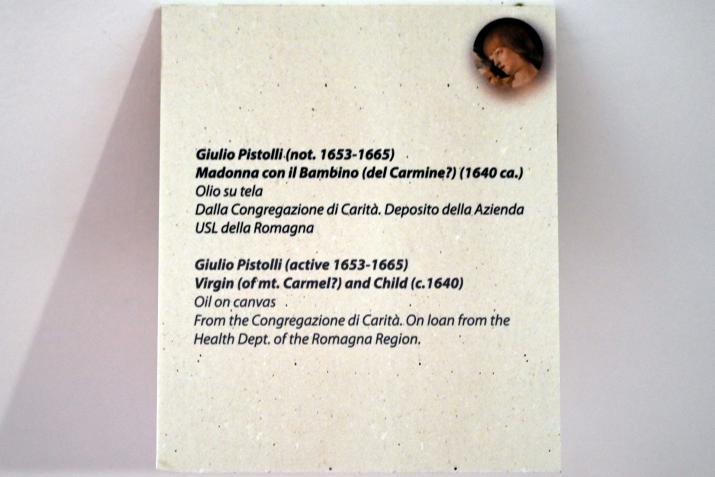 Giulio Pistolli (not. 1653-1665)
Madonna con il Bambino (del Carmine?) (1640 ca.)
Olio su tela
Dalla Congregazione di Carità. Deposito della Azienda
USL della Romagna
Giulio Pistolli (active 1653-1665)
Virgin (of mt. Carmel?) and Child (c.1640)
Oil on canvas
From the Congregazione di Carità. On loan from the
Health Dept. of the Romagna Region.